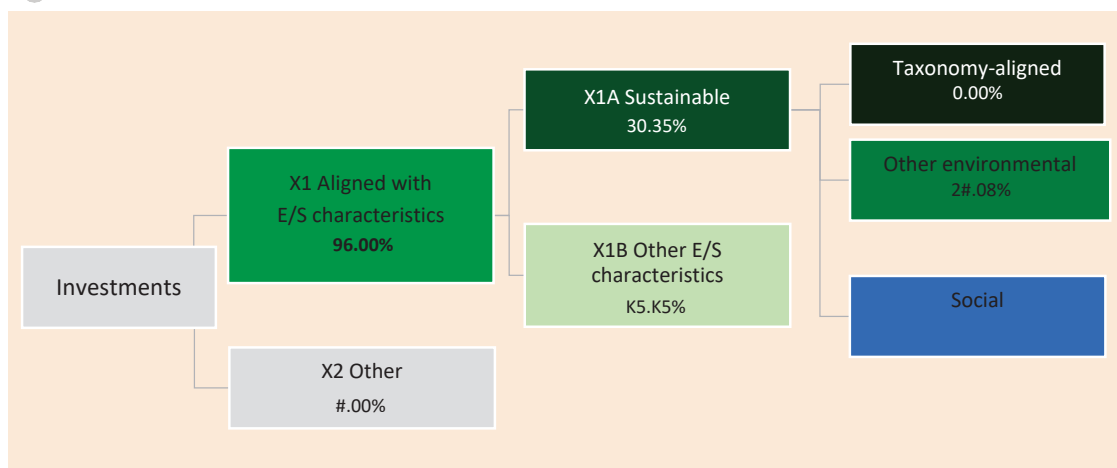 Taxonomy-aligned
0.00%
X1A Sustainable
30.35%
Other environmental
2#.08%
X1 Aligned with
E/S characteristics
96.00%
X1B Other E/S
characteristics
K5.K5%
Investments
Social
X2 Other
#.00%